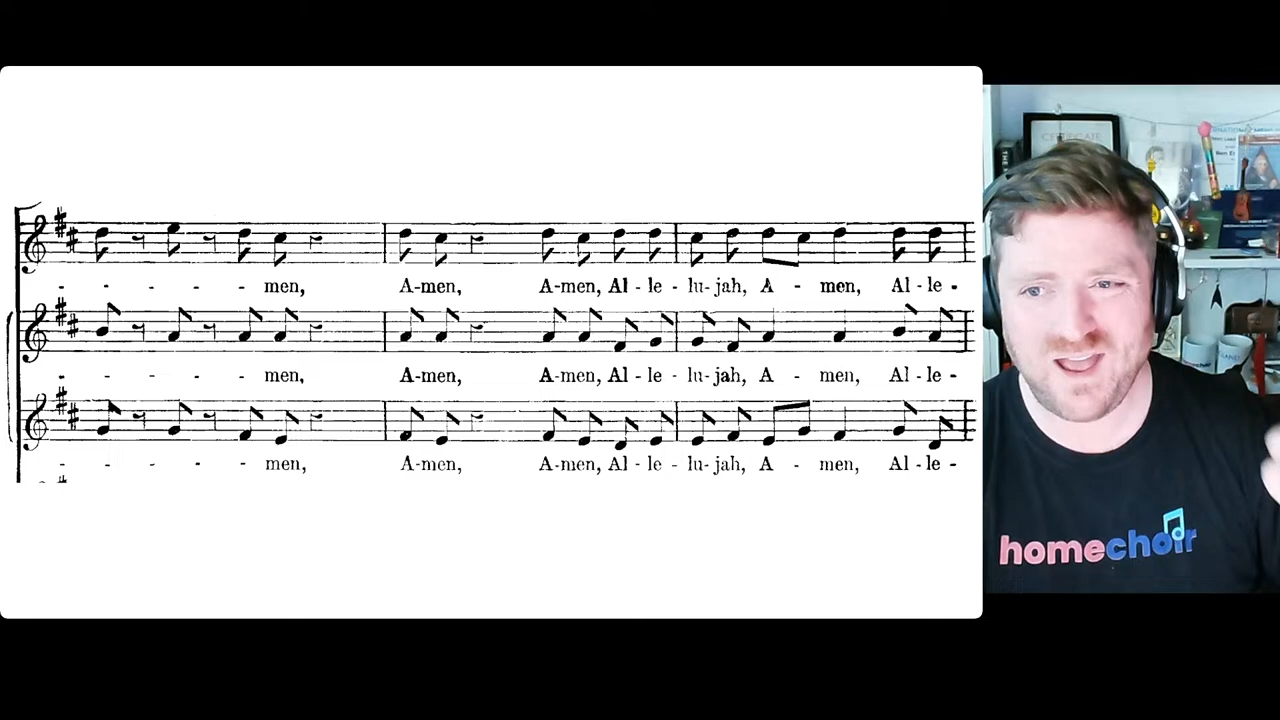 - - - - men, A-men, A-men, Al - le - lu- jah, A - men, Al - le -
- - - - men, A-men, A-men, Al - le - lu-jah, A - men, Al - le -
- - - - men, A-men, A-men, Al - le - lu- jah, A - men, Al - le -
homechoir